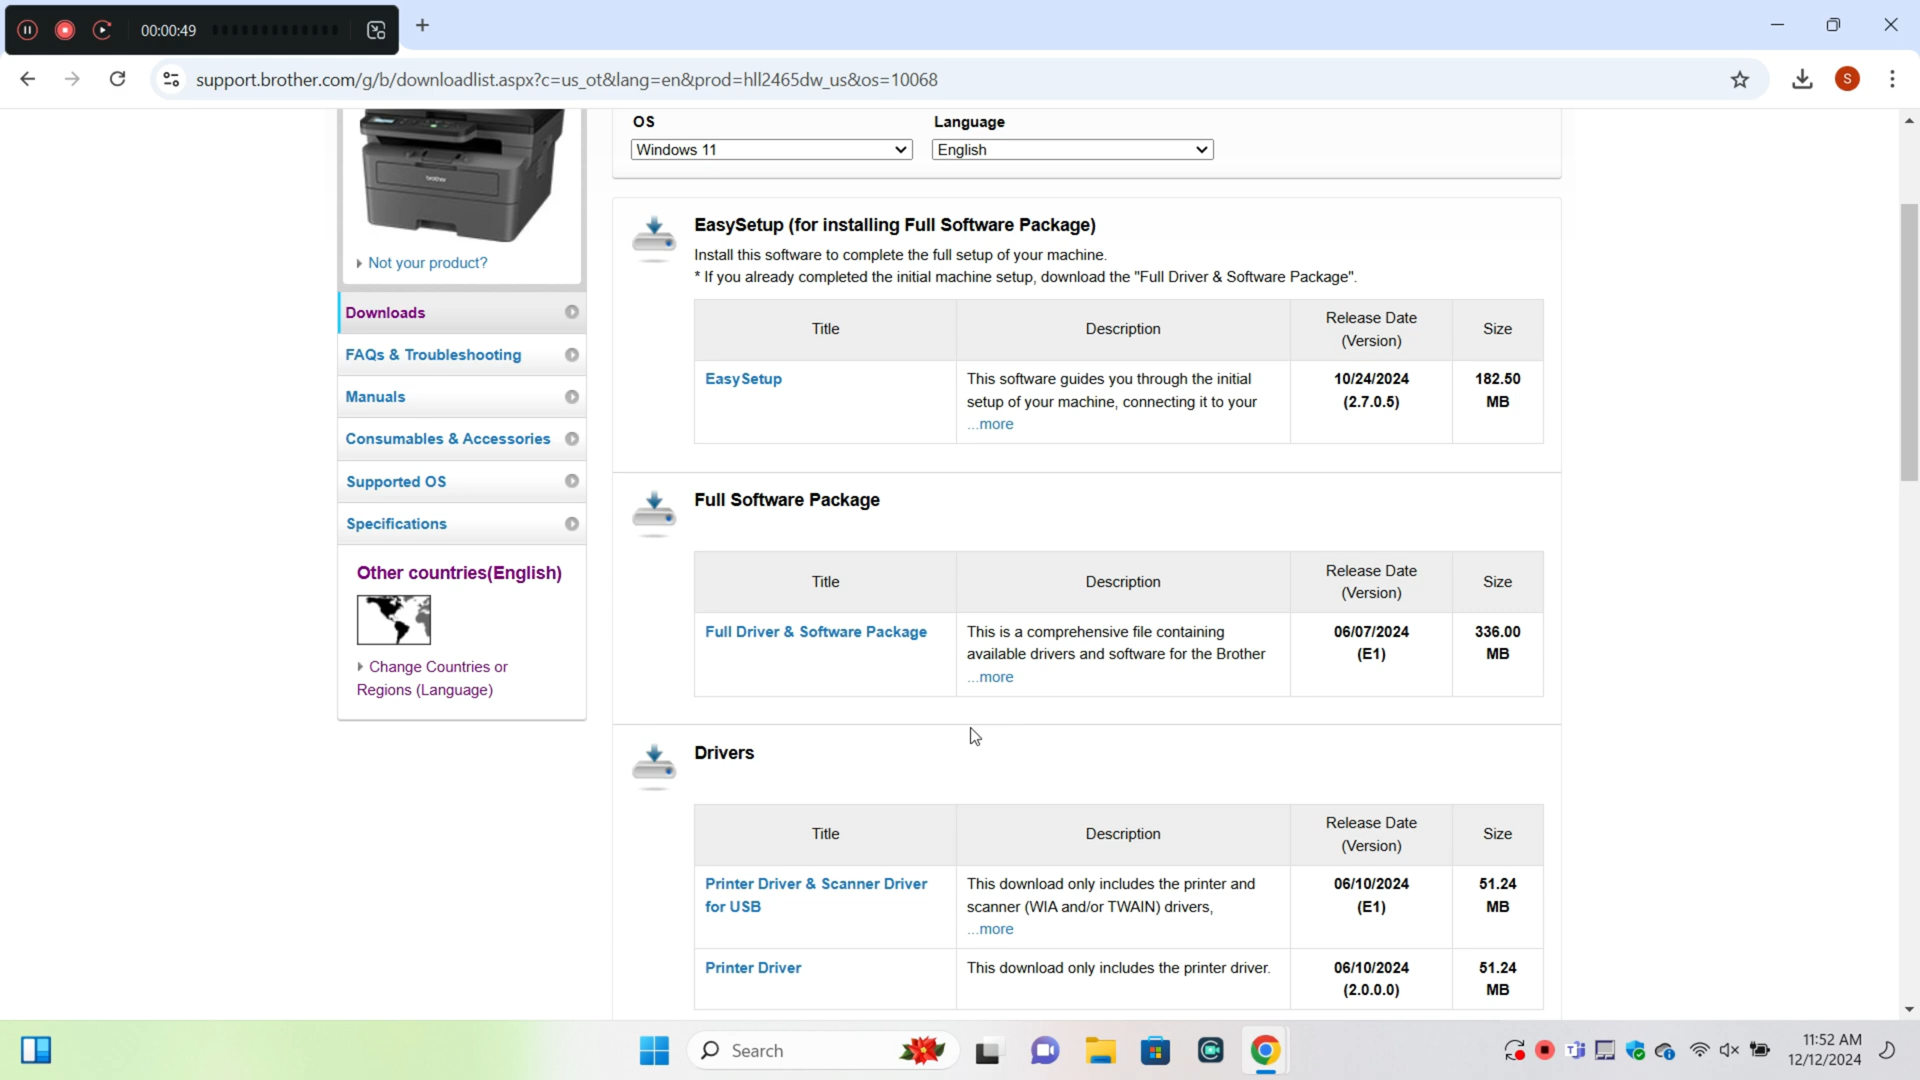 00:00:49
support.brother.com/g/b/downloadlist.aspx?c=us_ot&lang=en&prod=hll2465dw_us&os=10068
S
OS
Language
Windows 11
English
brother
Not your product?
Downloads
FAQs & Troubleshooting
Manuals
Consumables & Accessories
Supported OS
Specifications
Other countries(English)
Change Countries or
Regions (Language)
EasySetup (for installing Full Software Package)
Install this software to complete the full setup of your machine.
* If you already completed the initial machine setup, download the "Full Driver & Software Package".
Title
Description
Release Date
(Version)
Size
EasySetup
This software guides you through the initial
setup of your machine, connecting it to your
...more
10/24/2024
(2.7.0.5)
182.50
MB
Full Software Package
Title
Description
Release Date
(Version)
Size
Full Driver & Software Package
This is a comprehensive file containing
available drivers and software for the Brother
...more
06/07/2024
(E1)
336.00
MB
Drivers
Title
Description
Release Date
(Version)
Size
Printer Driver & Scanner Driver
for USB
This download only includes the printer and
scanner (WIA and/or TWAIN) drivers,
...more
06/10/2024
(E1)
51.24
MB
Printer Driver
This download only includes the printer driver.
06/10/2024
(2.0.0.0)
51.24
MB
Search
11:52 AM
12/12/2024